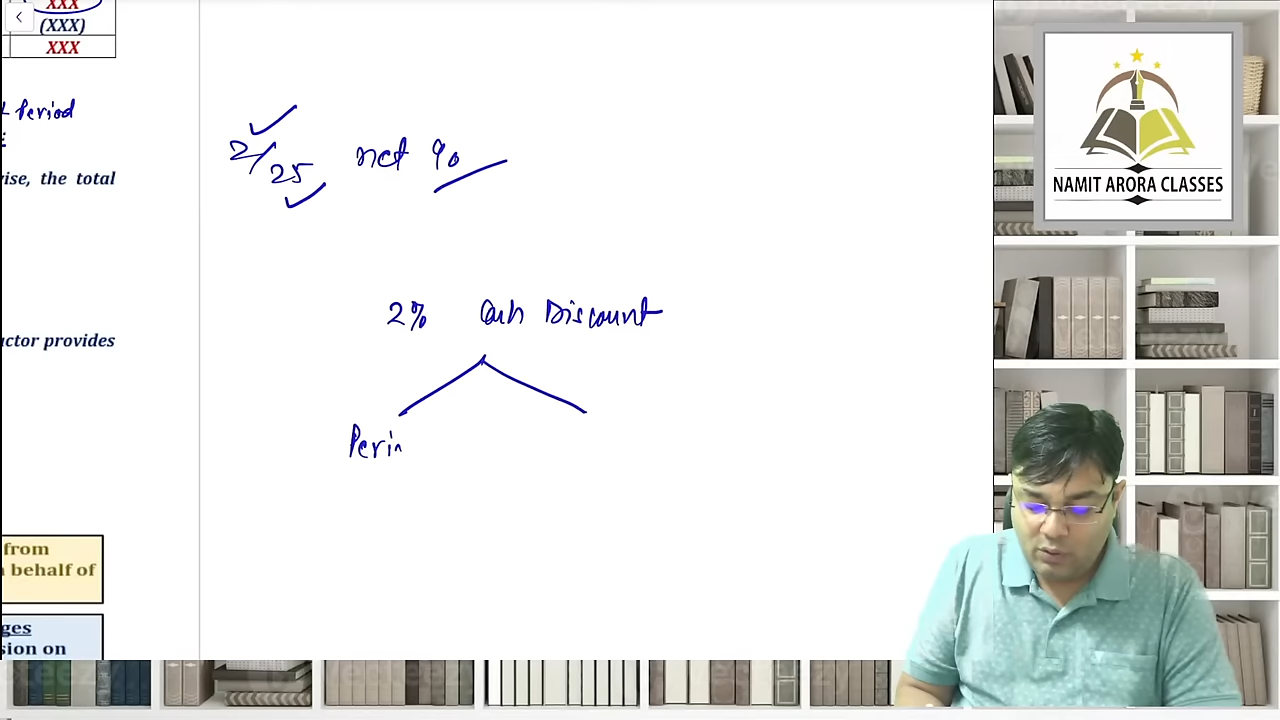 XXX
(XXX)
XXX
t Period
rise, the total
2/25 net 90
2% Cash Discount
Perin
actor provides
from
n behalf of
ges
sion on
NAMIT ARORA CLASSES